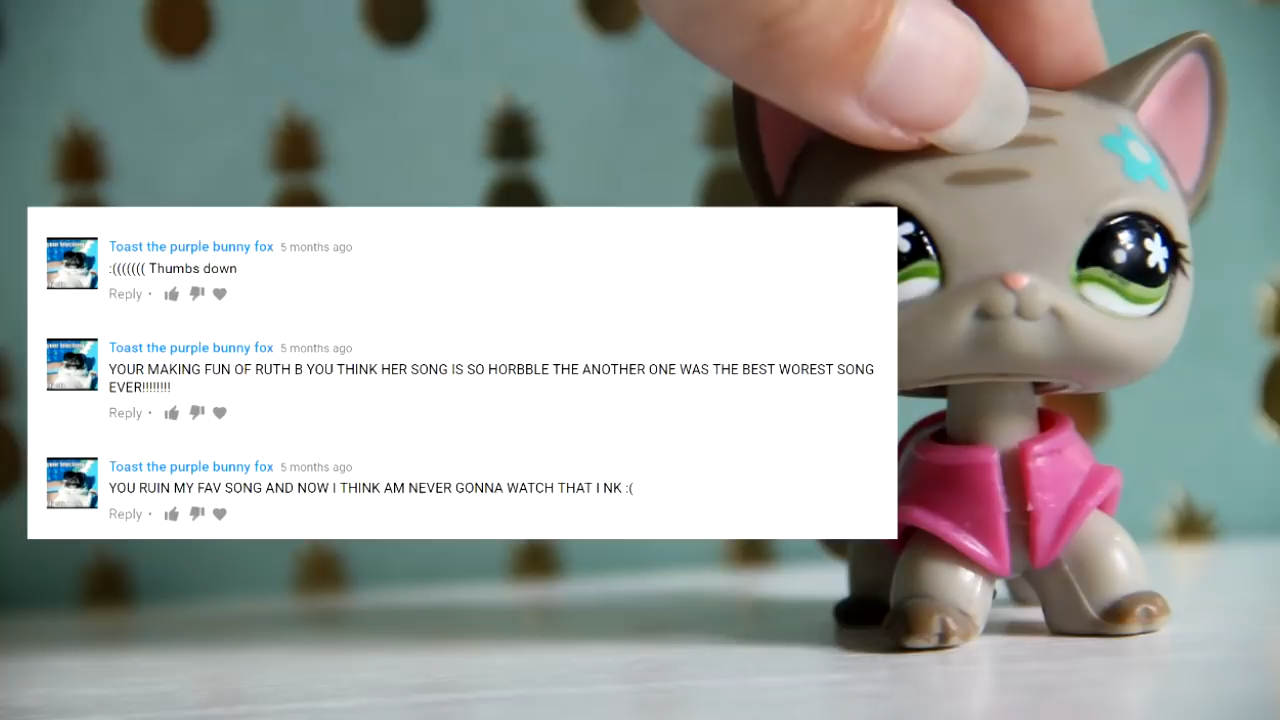 Toast the purple bunny fox 5 months ago
:((((((( Thumbs down
Reply •
Toast the purple bunny fox 5 months ago
YOUR MAKING FUN OF RUTH B YOU THINK HER SONG IS SO HORBBLE THE ANOTHER ONE WAS THE BEST WOREST SONG
EVER!!!!!!!!
Reply •
Toast the purple bunny fox 5 months ago
YOU RUIN MY FAV SONG AND NOW I THINK AM NEVER GONNA WATCH THAT I NK :(
Reply •